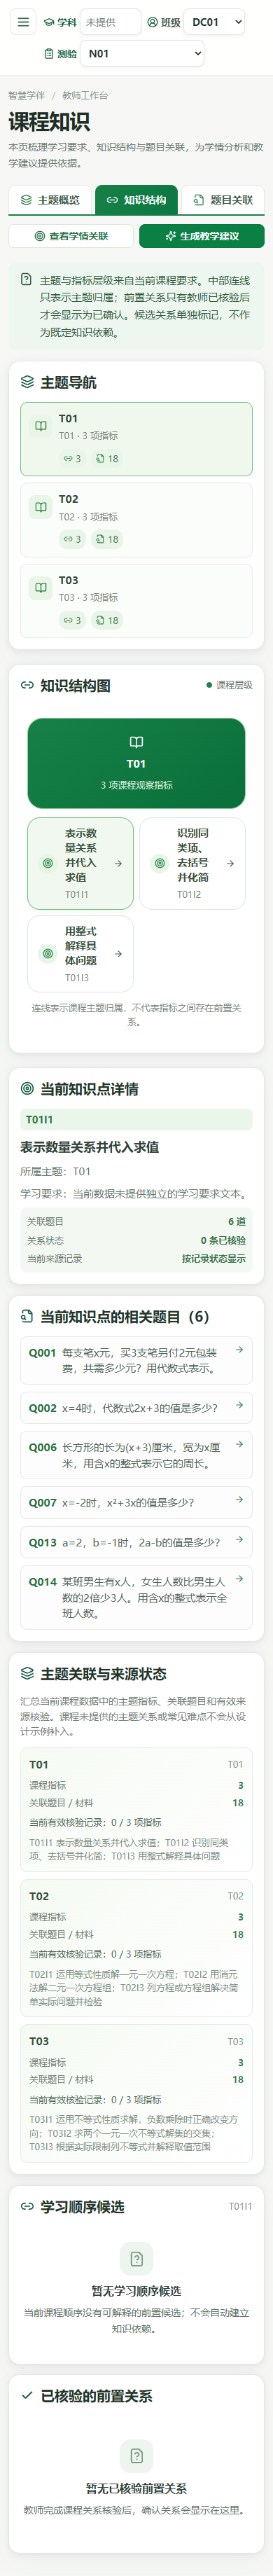 学科 未提供 班级 DC01
测验 N01
智慧学伴 / 教师工作台
课程知识
本页梳理学习要求、知识结构与题目关联，为学情分析和教
学建议提供依据。
主题概览 知识结构 题目关联
查看学情关联 生成教学建议
主题与指标层级来自当前课程要求。中部连线
只表示主题归属；前置关系只有教师已核验后
才会显示为已确认。候选关系单独标记，不作
为既定知识依赖。
主题导航
T01
T01 · 3 项指标
3 18
T02
T02 · 3 项指标
3 18
T03
T03 · 3 项指标
3 18
知识结构图 课程层级
T01
3 项课程观察指标
表示数
量关系
并代入
求值
T01I1
识别同
类项、
去括号
并化简
T01I2
用整式
解释具
体问题
T01I3
连线表示课程主题归属，不代表指标之间存在前置关
系。
当前知识点详情
T01I1
表示数量关系并代入求值
所属主题：T01
学习要求：当前数据未提供独立的学习要求文本。
关联题目 6 道
关系状态 0 条已核验
当前来源记录 按记录状态显示
当前知识点的相关题目（6）
Q001 每支笔x元，买3支笔另付2元包装
费，共需多少元？用代数式表示。
Q002 x=4时，代数式2x+3的值是多少？
Q006 长方形的长为(x+3)厘米，宽为x厘
米，用含x的整式表示它的周长。
Q007 x=-2时，x²+3x的值是多少？
Q013 a=2，b=-1时，2a-b的值是多少？
Q014 某班男生有x人，女生人数比男生人
数的2倍少3人。用含x的整式表示全
班人数。
主题关联与来源状态
汇总当前课程数据中的主题指标、关联题目和有效来
源核验。课程未提供的主题关系或常见难点不会从设
计示例补入。
T01 T01
课程指标 3
关联题目 / 材料 18
当前有效核验记录：0 / 3 项指标
T01I1 表示数量关系并代入求值；T01I2 识别同类
项、去括号并化简；T01I3 用整式解释具体问题
T02 T02
课程指标 3
关联题目 / 材料 18
当前有效核验记录：0 / 3 项指标
T02I1 运用等式性质解一元一次方程；T02I2 用消元
法解二元一次方程组；T02I3 列方程或方程组解决简
单实际问题并检验
T03 T03
课程指标 3
关联题目 / 材料 18
当前有效核验记录：0 / 3 项指标
T03I1 运用不等式性质求解，负数乘除时正确改变方
向；T03I2 求两个一元一次不等式解集的交集；
T03I3 根据实际限制列不等式并解释取值范围
学习顺序候选 T01I1
暂无学习顺序候选
当前课程顺序没有可解释的前置候选；不会自动建立
知识依赖。
已核验的前置关系
暂无已核验前置关系
教师完成课程关系核验后，确认关系会显示在这里。